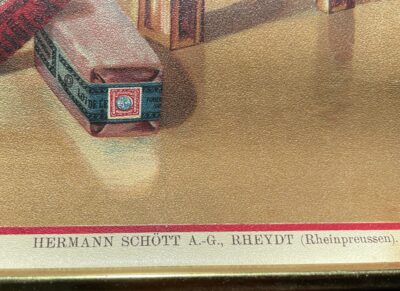 HERMANN SCHÖTT A.-G., RHEYDT (Rheinpreussen).